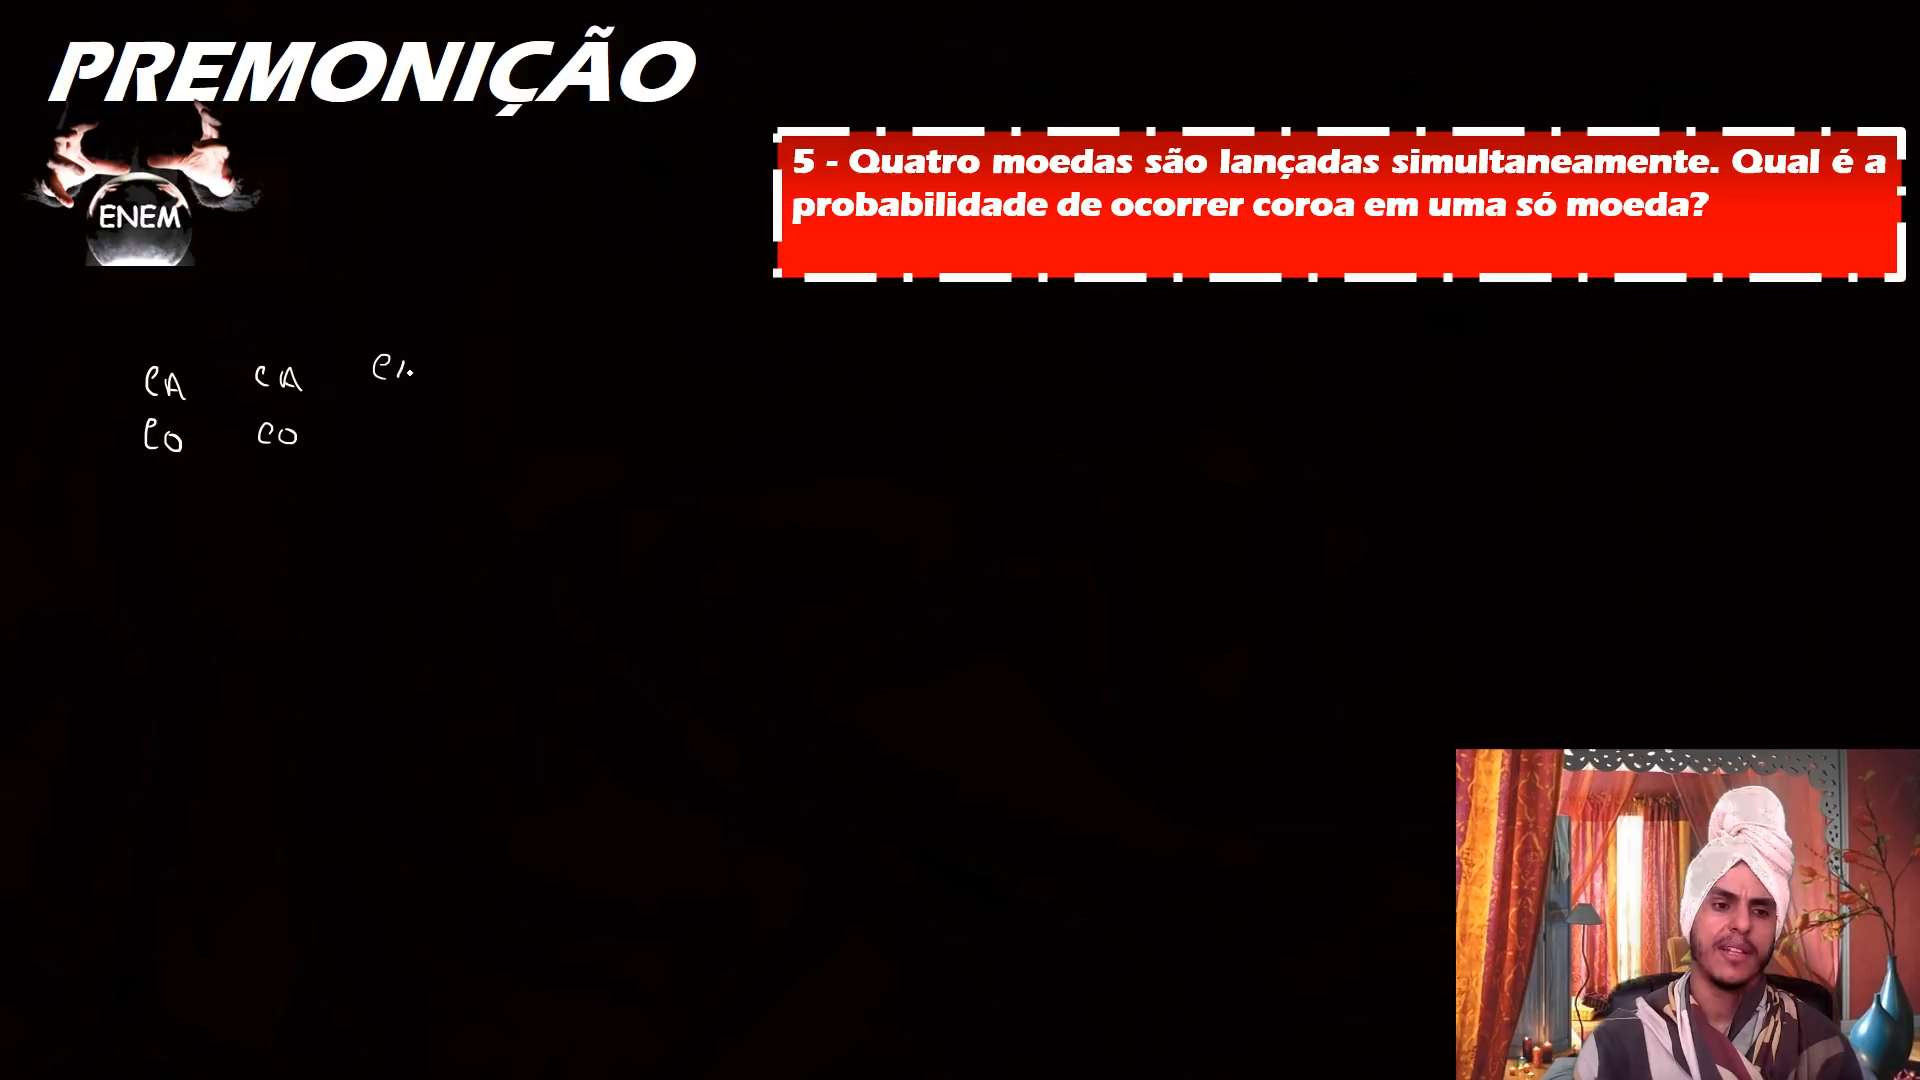 PREMONIÇÃO
ENEM
5 - Quatro moedas são lançadas simultaneamente. Qual é a
probabilidade de ocorrer coroa em uma só moeda?
CA CA
CO CO